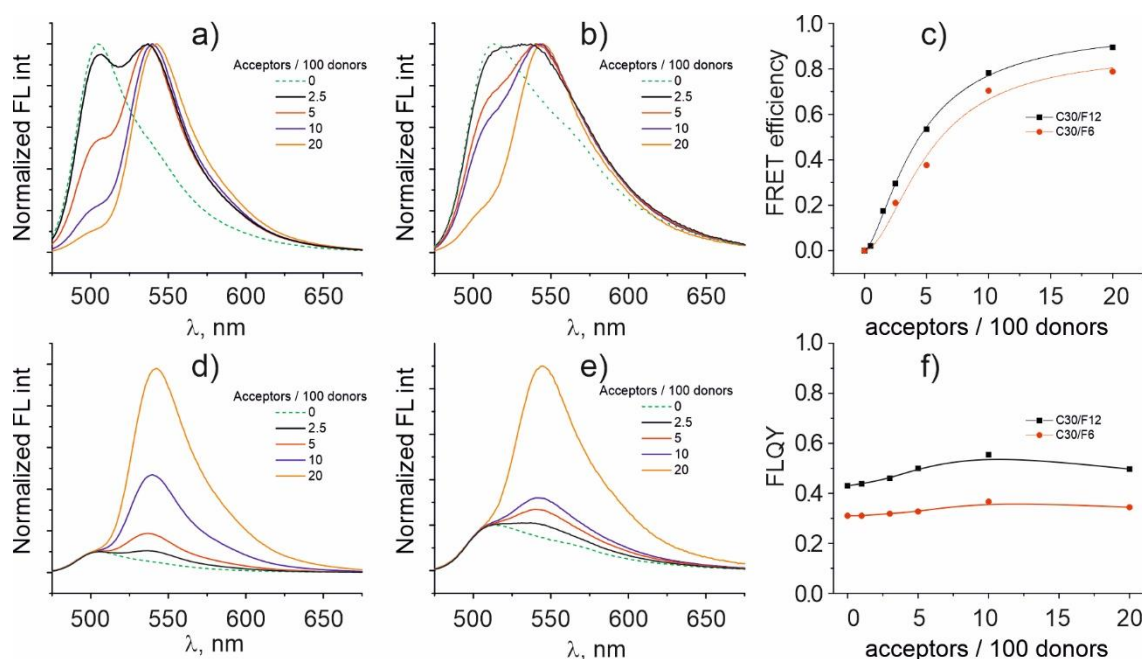 a)
Normalized FL int
Acceptors / 100 donors
0
2.5
5
10
20
500 550 600 650
λ, nm
b)
Normalized FL int
Acceptors / 100 donors
0
2.5
5
10
20
500 550 600 650
λ, nm
c)
FRET efficiency
1.0
0.8
0.6
0.4
0.2
0.0
C30/F12
C30/F6
0 5 10 15 20
acceptors / 100 donors
d)
Normalized FL int
Acceptors / 100 donors
0
2.5
5
10
20
500 550 600 650
λ, nm
e)
Normalized FL int
Acceptors / 100 donors
0
2.5
5
10
20
500 550 600 650
λ, nm
f)
FLQY
1.0
0.8
0.6
0.4
0.2
0.0
C30/F12
C30/F6
0 5 10 15 20
acceptors / 100 donors